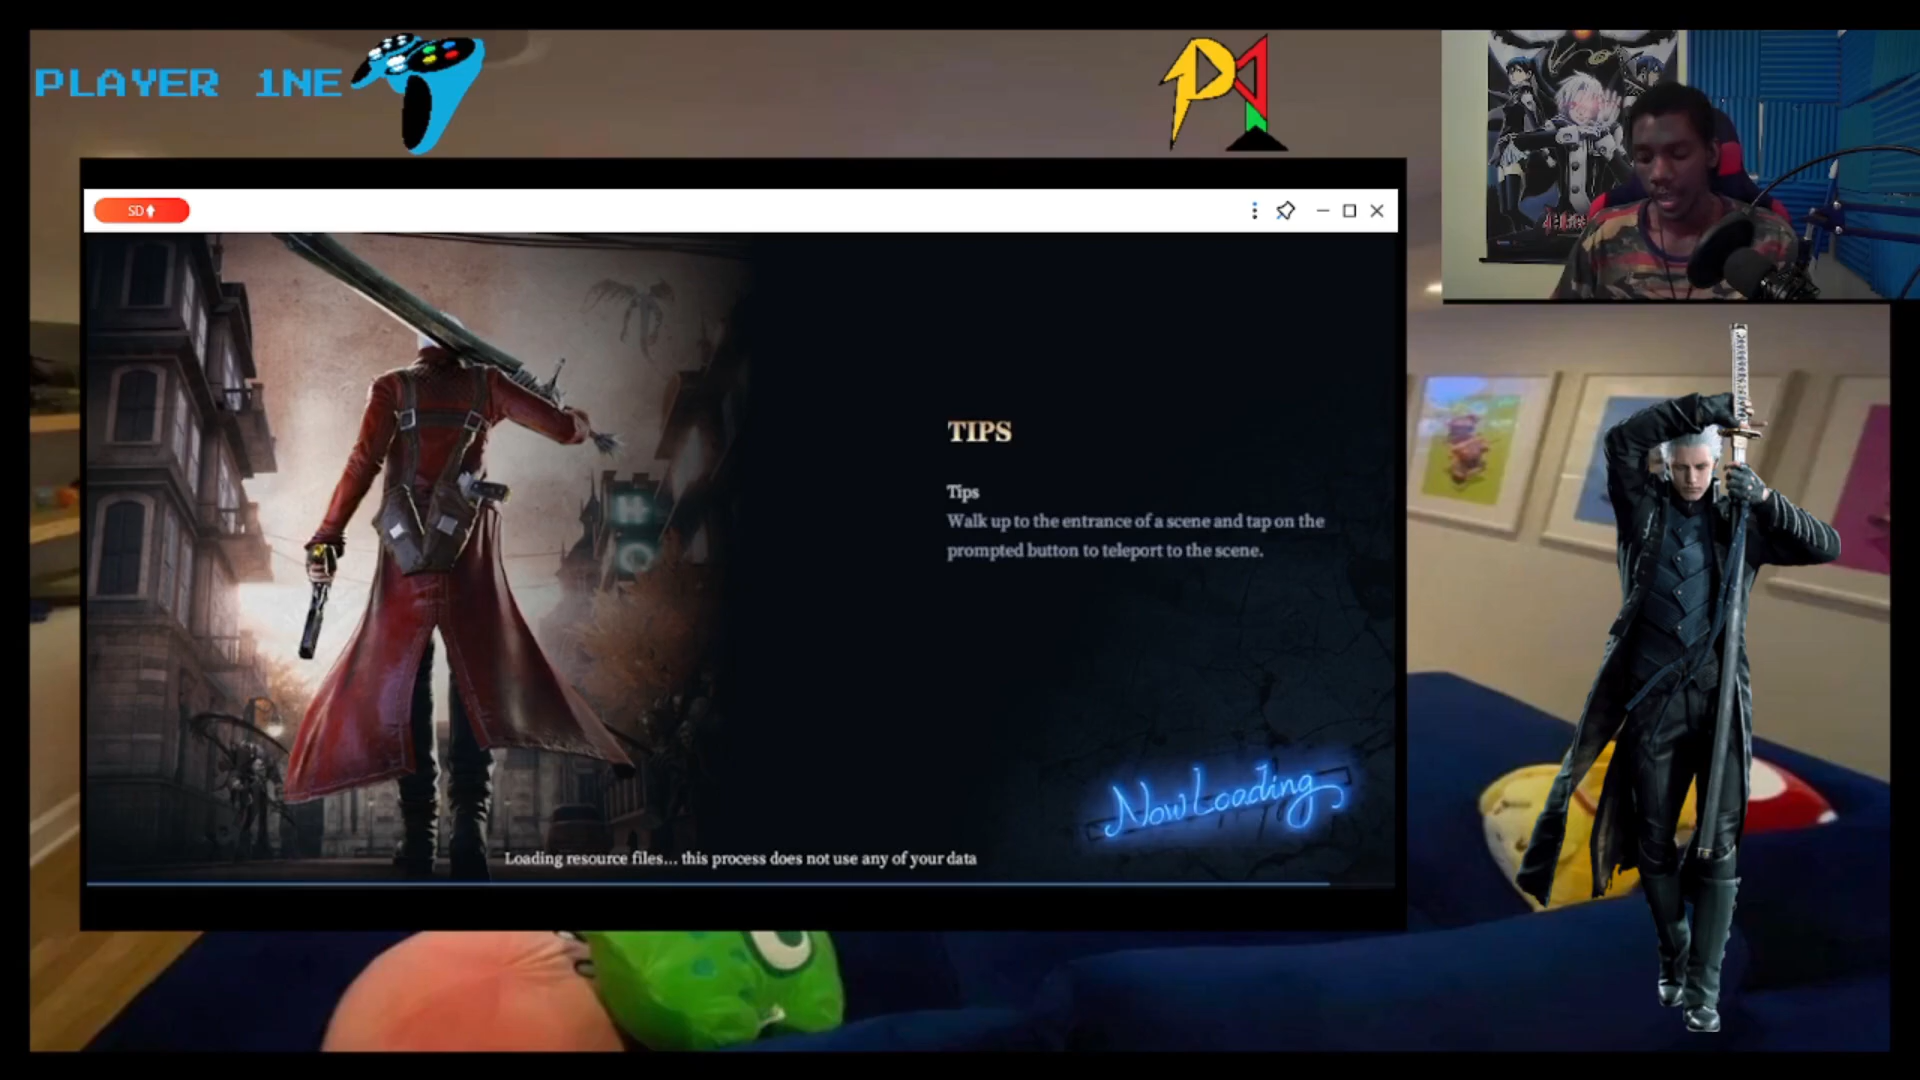 PLAYER 1NE
SD
TIPS
Tips
Walk up to the entrance of a scene and tap on the
prompted button to teleport to the scene.
Now Loading
Loading resource files... this process does not use any of your data